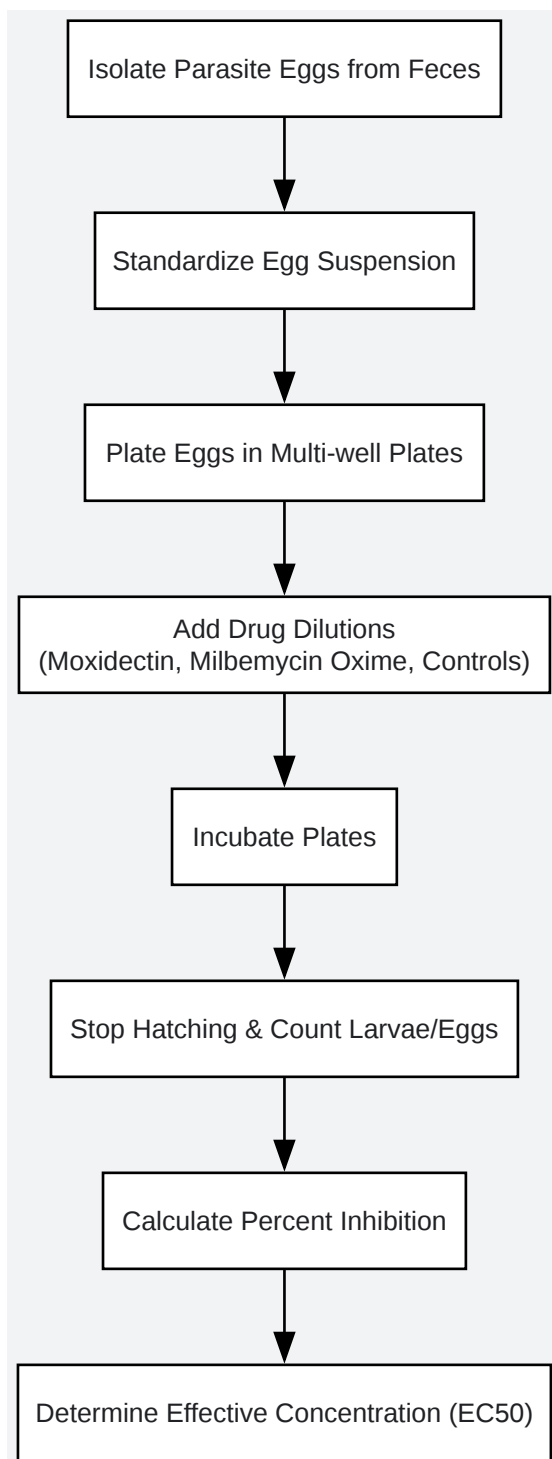 Isolate Parasite Eggs from Feces
Standardize Egg Suspension
Plate Eggs in Multi-well Plates
Add Drug Dilutions
(Moxidectin, Milbemycin Oxime, Controls)
Incubate Plates
Stop Hatching & Count Larvae/Eggs
Calculate Percent Inhibition
Determine Effective Concentration (EC50)